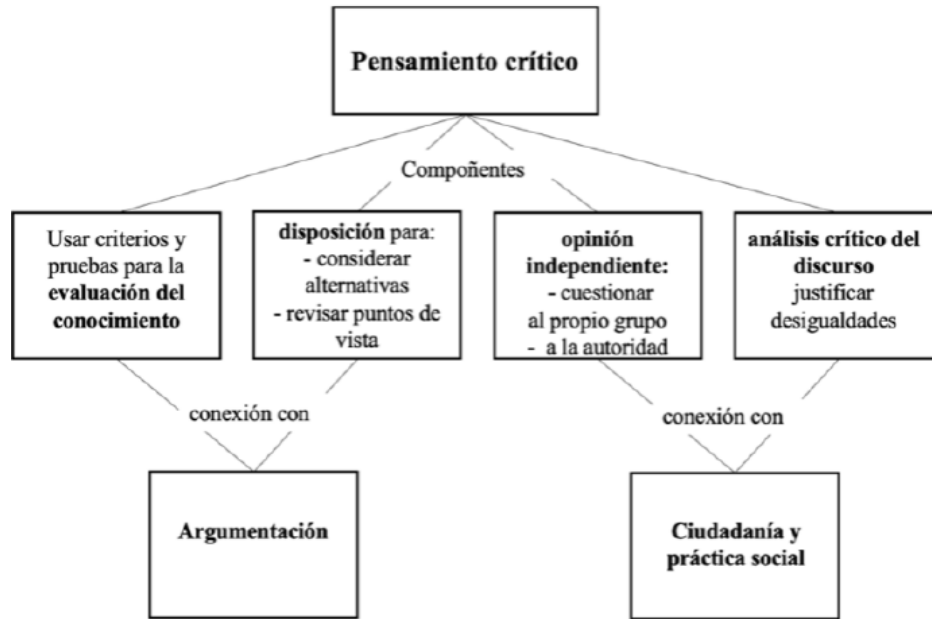 Pensamiento crítico
Compoñentes
Usar criterios y
pruebas para la
evaluación del
conocimiento
disposición para:
- considerar
alternativas
- revisar puntos de
vista
opinión
independiente:
- cuestionar
al propio grupo
- a la autoridad
análisis crítico del
discurso
justificar
desigualdades
conexión con
conexión con
Argumentación
Ciudadanía y
práctica social